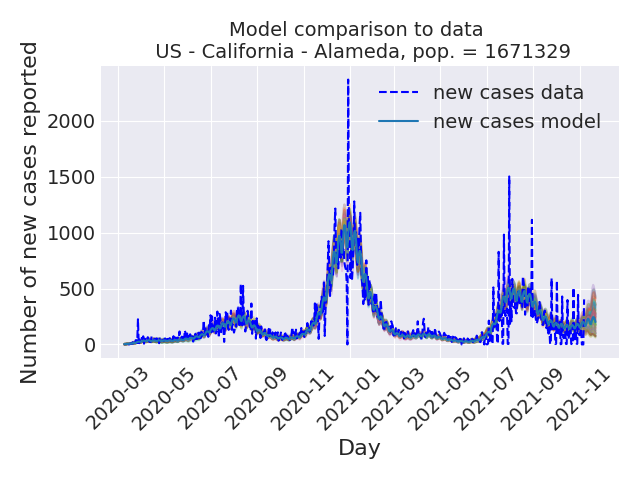 Model comparison to data
US - California - Alameda, pop. = 1671329
Number of new cases reported
2000
1500
1000
500
0
new cases data
new cases model
2020-03
2020-05
2020-07
2020-09
2020-11
2021-01
2021-03
2021-05
2021-07
2021-09
2021-11
Day